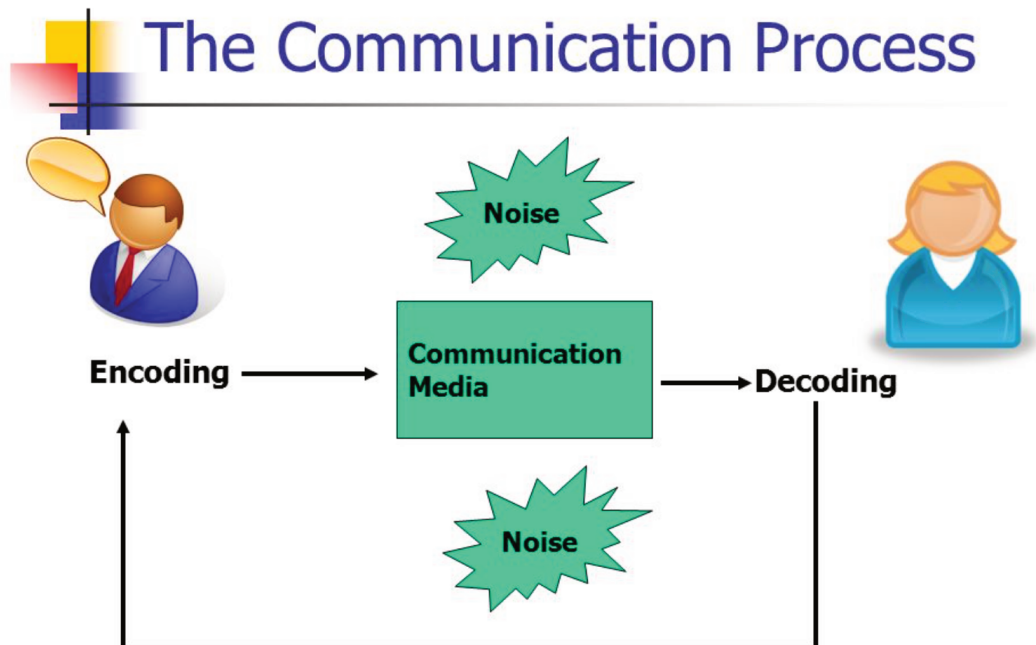 The Communication Process
Noise
Encoding
Communication
Media
Decoding
Noise